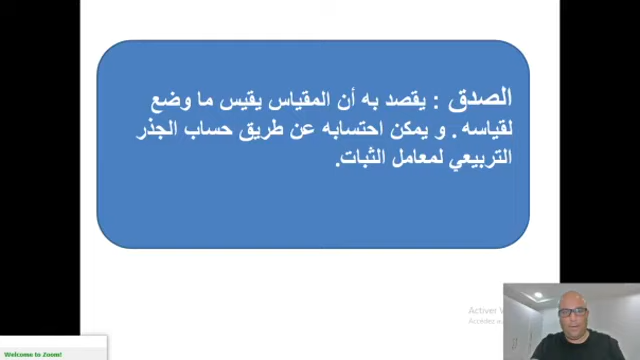 الصدق : يقصد به أن المقياس يقيس ما وضع
لقياسه . و يمكن احتسابه عن طريق حساب الجذر
التربيعي لمعامل الثبات.
Activer
Welcome to Zoom!